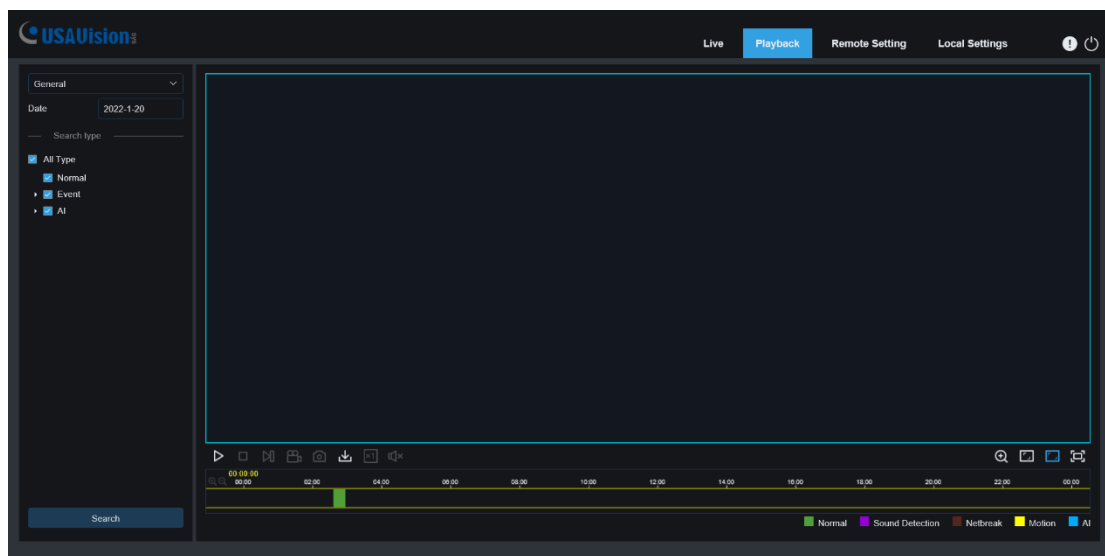 USAVision
Live Playback Remote Setting Local Settings
General
Date 2022-1-20
Search type
All Type
Normal
Event
AI
x1
00:00:00
00:00 02:00 04:00 06:00 08:00 10:00 12:00 14:00 16:00 18:00 20:00 22:00 00:00
Search
Normal Sound Detection Netbreak Motion AI